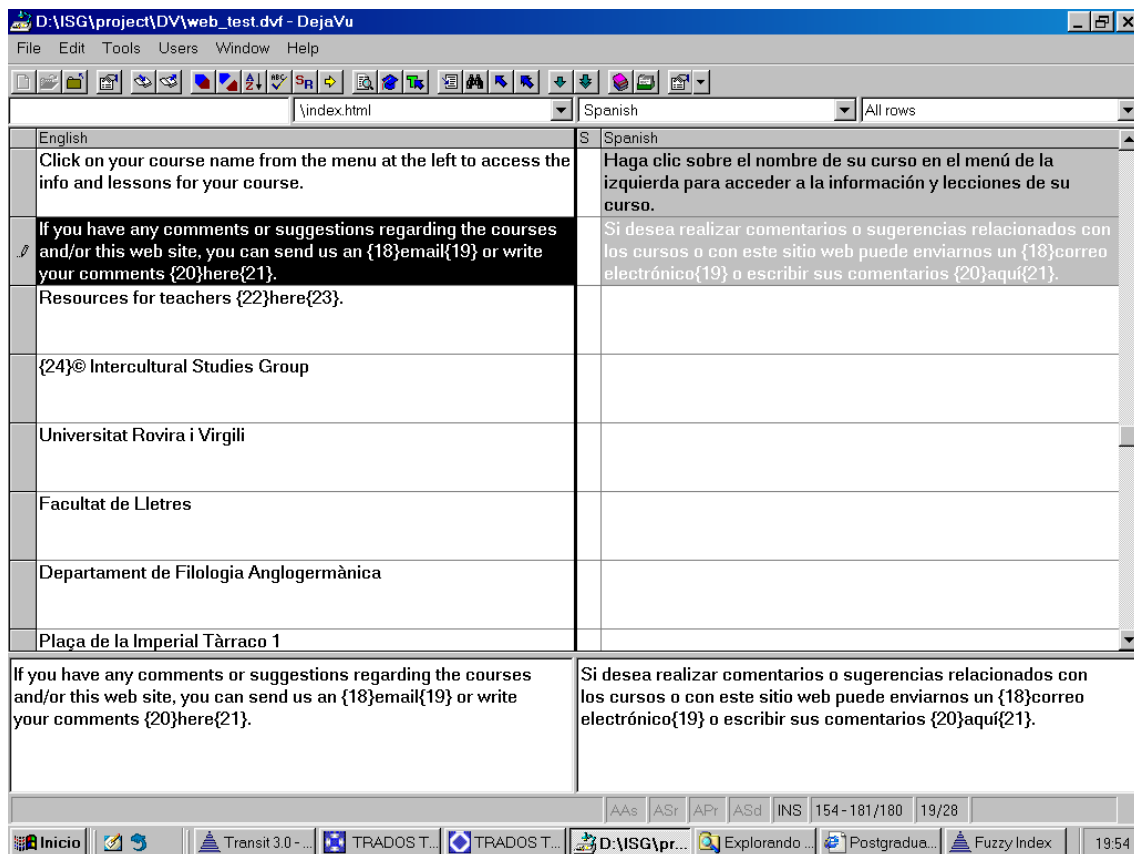 D:\ISG\project\DV\web_test.dvf - DejaVu
File Edit Tools Users Window Help
\index.html Spanish All rows
English S Spanish
Click on your course name from the menu at the left to access the
info and lessons for your course.
Haga clic sobre el nombre de su curso en el menú de la
izquierda para acceder a la información y lecciones de su
curso.
If you have any comments or suggestions regarding the courses
and/or this web site, you can send us an {18}email{19} or write
your comments {20}here{21}.
Si desea realizar comentarios o sugerencias relacionados con
los cursos o con este sitio web puede enviarnos un {18}correo
electrónico{19} o escribir sus comentarios {20}aquí{21}.
Resources for teachers {22}here{23}.
{24}© Intercultural Studies Group
Universitat Rovira i Virgili
Facultat de Lletres
Departament de Filologia Anglogermànica
Plaça de la Imperial Tàrraco 1
If you have any comments or suggestions regarding the courses
and/or this web site, you can send us an {18}email{19} or write
your comments {20}here{21}.
Si desea realizar comentarios o sugerencias relacionados con
los cursos o con este sitio web puede enviarnos un {18}correo
electrónico{19} o escribir sus comentarios {20}aquí{21}.
AAs ASr APr ASd INS 154-181/180 19/28
Inicio Transit 3.0 - ... TRADOS T... TRADOS T... D:\ISG\pr... Explorando ... Postgradua... Fuzzy Index 19:54